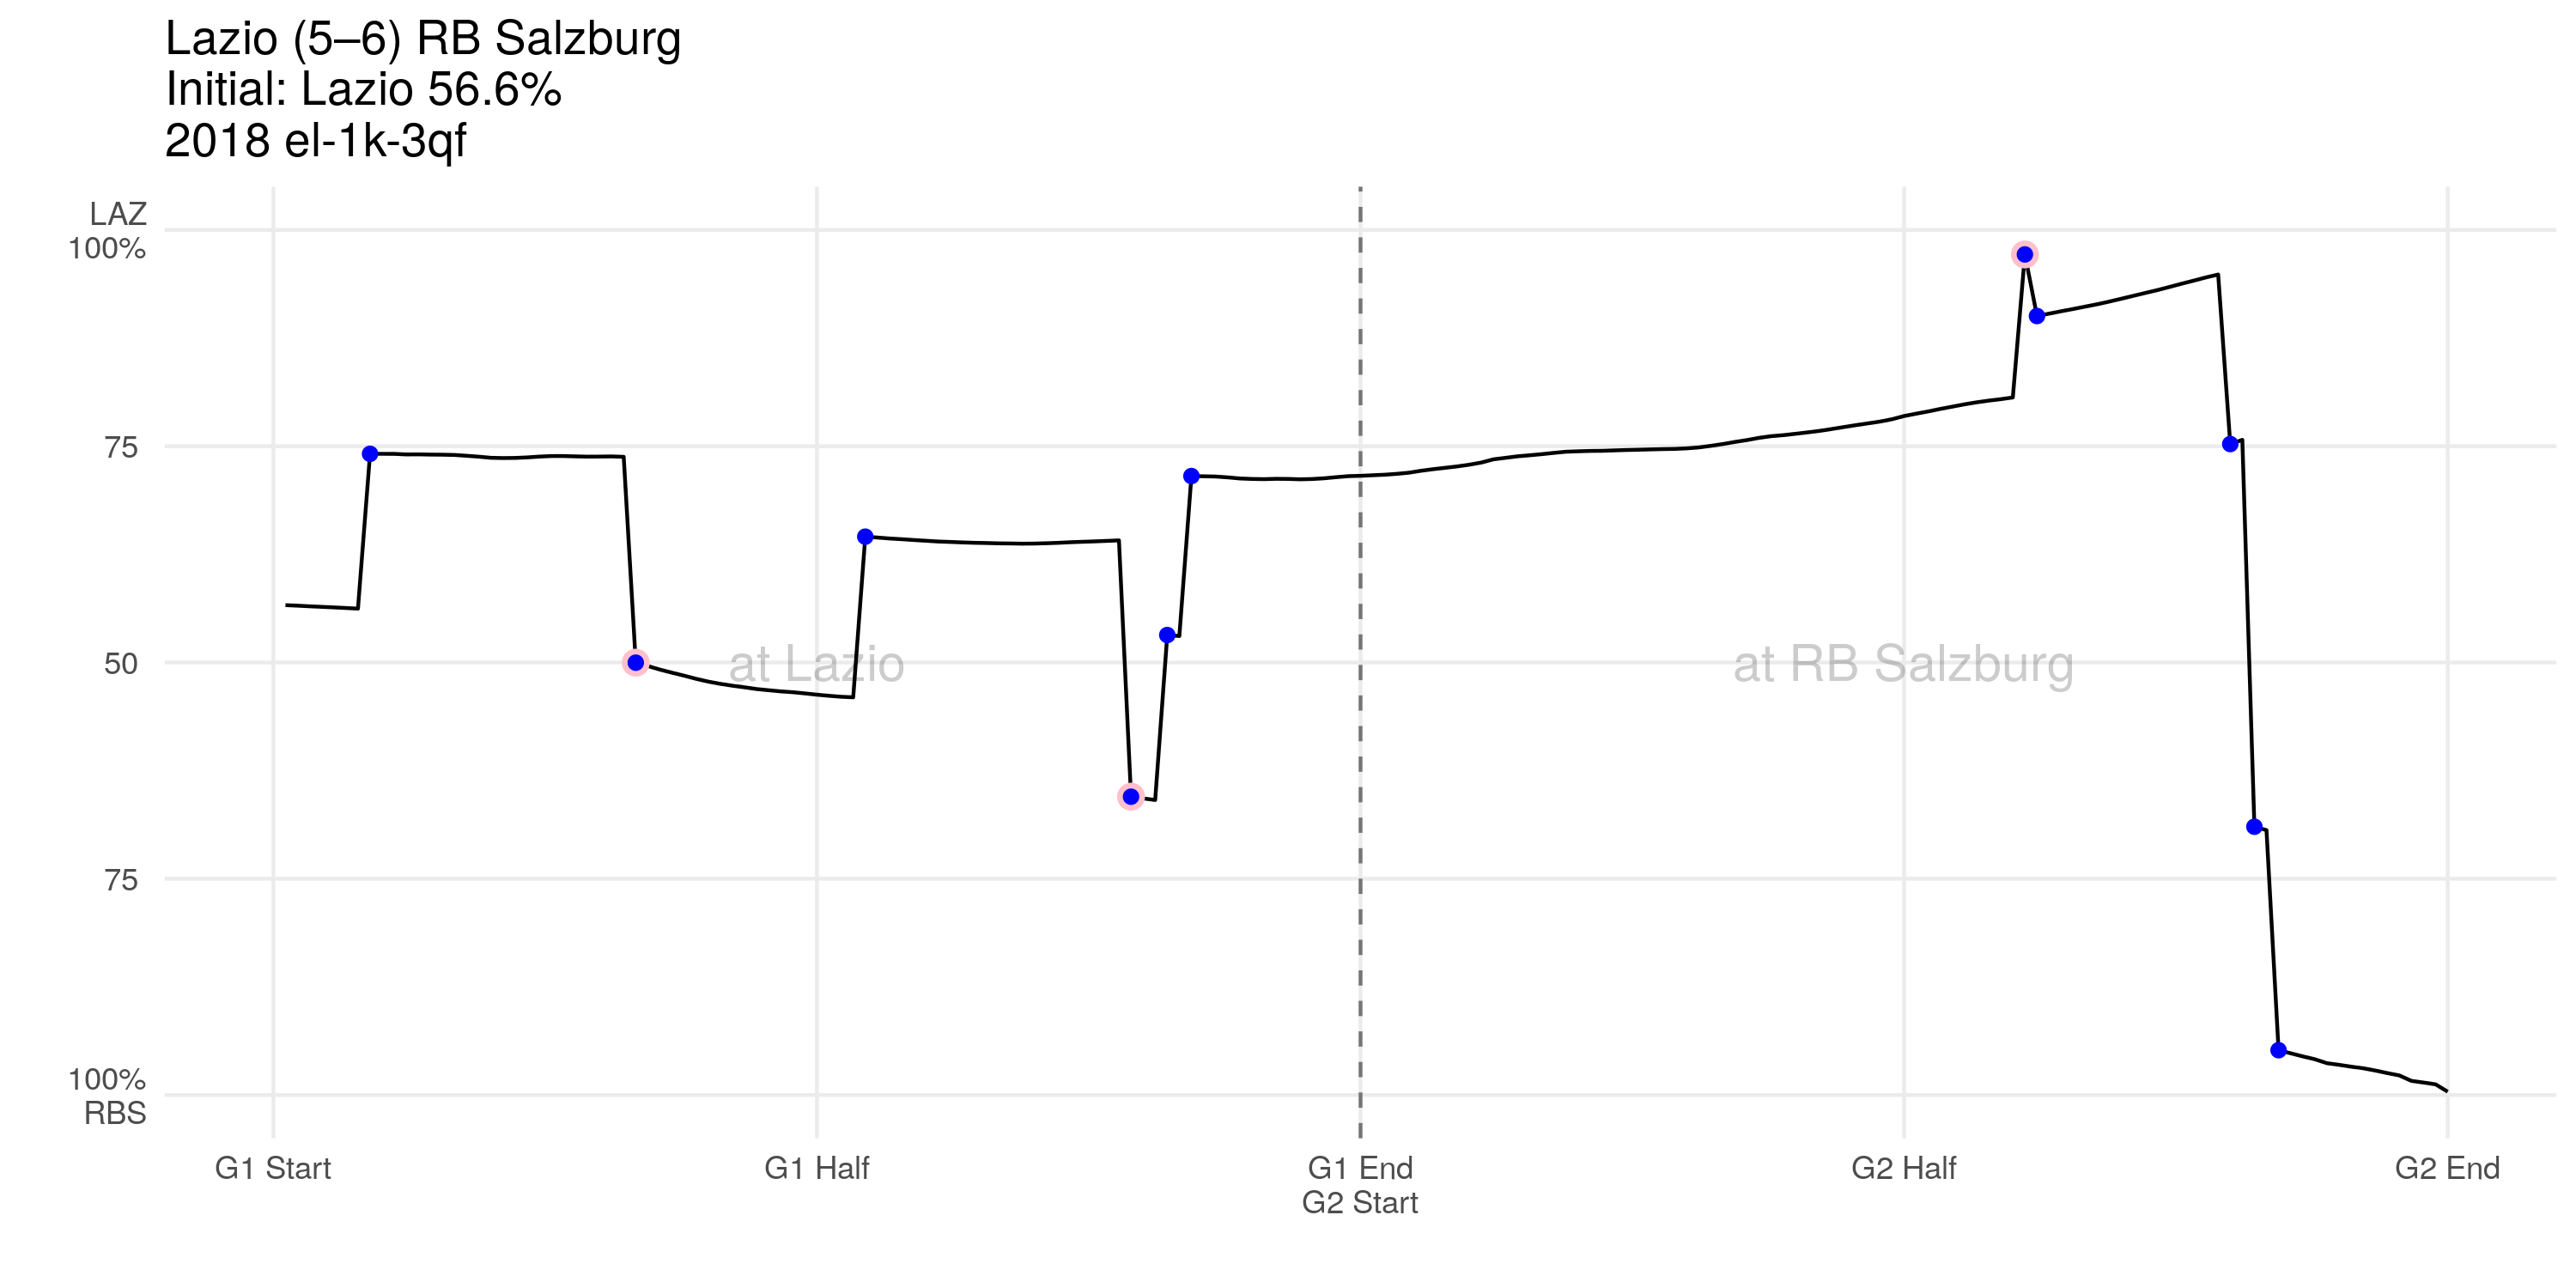 Lazio (5–6) RB Salzburg
Initial: Lazio 56.6%
2018 el-1k-3qf
LAZ
100%
75
50
75
100%
RBS
at Lazio
at RB Salzburg
G1 Start
G1 Half
G1 End
G2 Start
G2 Half
G2 End